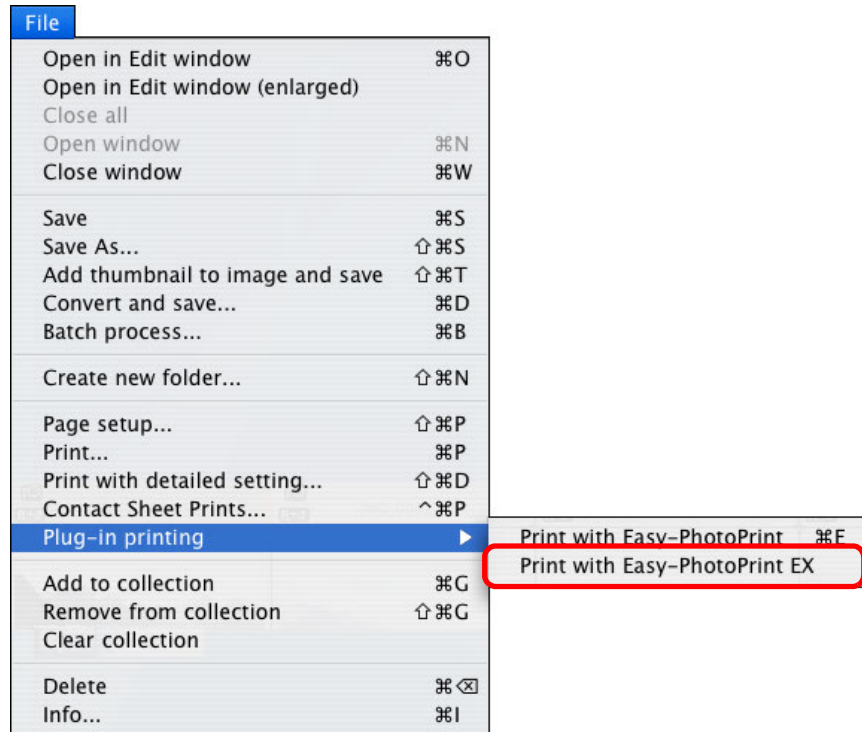 File
Open in Edit window ⌘O
Open in Edit window (enlarged)
Close all
Open window ⌘N
Close window ⌘W
Save ⌘S
Save As... ⇧⌘S
Add thumbnail to image and save ⇧⌘T
Convert and save... ⌘D
Batch process... ⌘B
Create new folder... ⇧⌘N
Page setup... ⇧⌘P
Print... ⌘P
Print with detailed setting... ⇧⌘D
Contact Sheet Prints... ^⌘P
Plug-in printing ▶
Print with Easy-PhotoPrint ⌘E
Print with Easy-PhotoPrint EX
Add to collection ⌘G
Remove from collection ⇧⌘G
Clear collection
Delete ⌘⌫
Info... ⌘I